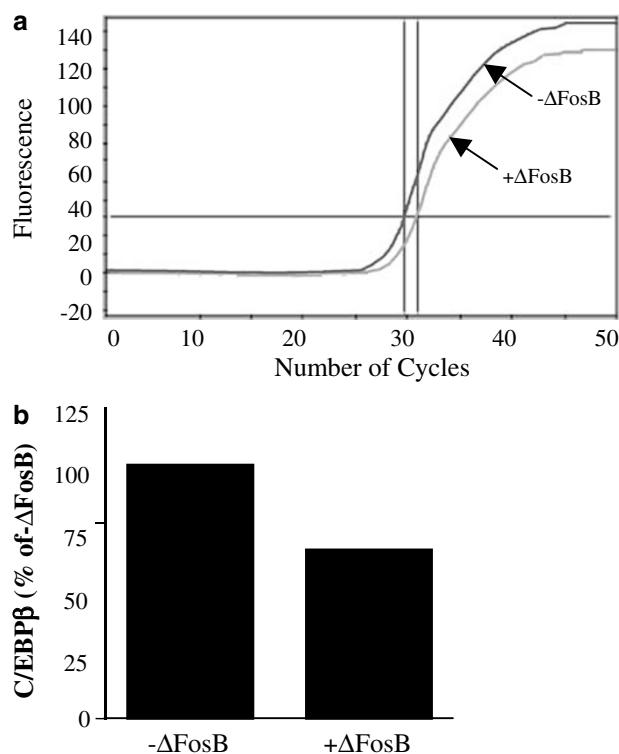 a
140
120
100
80
60
40
20
0
-20
Fluorescence
-ΔFosB
+ΔFosB
0 10 20 30 40 50
Number of Cycles
b
125
100
75
50
25
0
C/EBPβ (% of-ΔFosB)
-ΔFosB +ΔFosB